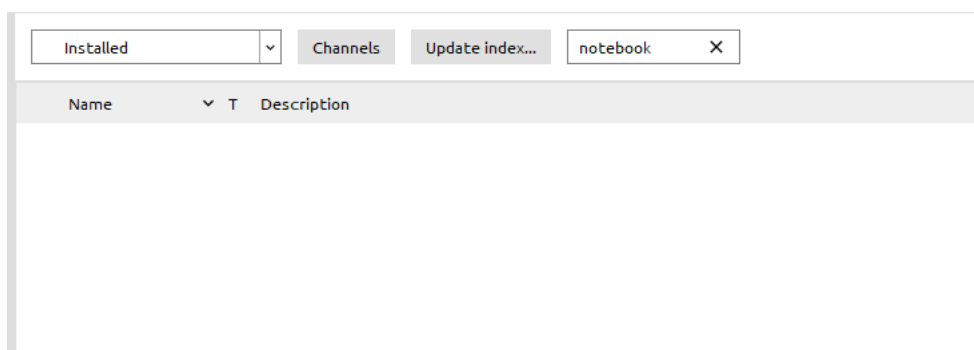 Installed Channels Update index... notebook
Name T Description